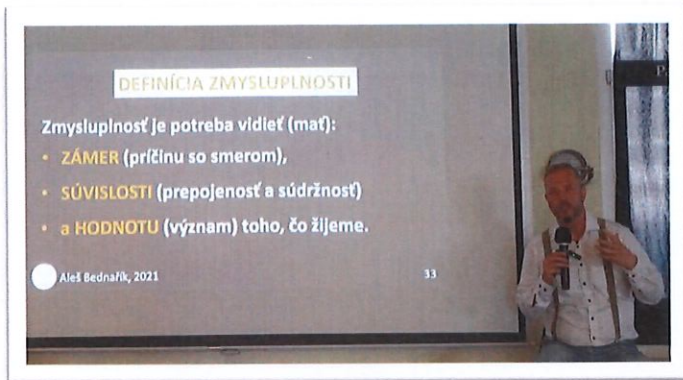 DEFINÍCIA ZMYSLUPLNOSTI
Zmysluplnosť je potreba vidieť (mať):
• ZÁMER (príčinu so smerom),
• SÚVISLOSTI (prepojenosť a súdržnosť)
• a HODNOTU (význam) toho, čo žijeme.
Aleš Bednařík, 2021
33